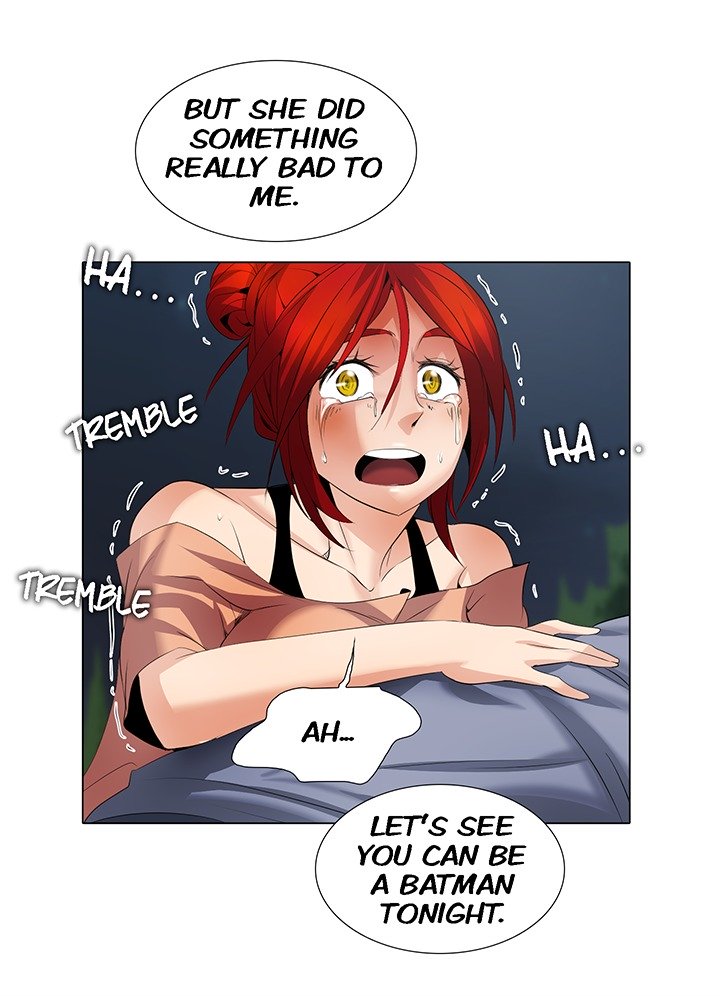 BUT SHE DID
SOMETHING
REALLY BAD TO
ME.
HA...
TREMBLE
HA...
TREMBLE
AH...
LET'S SEE
YOU CAN BE
A BATMAN
TONIGHT.